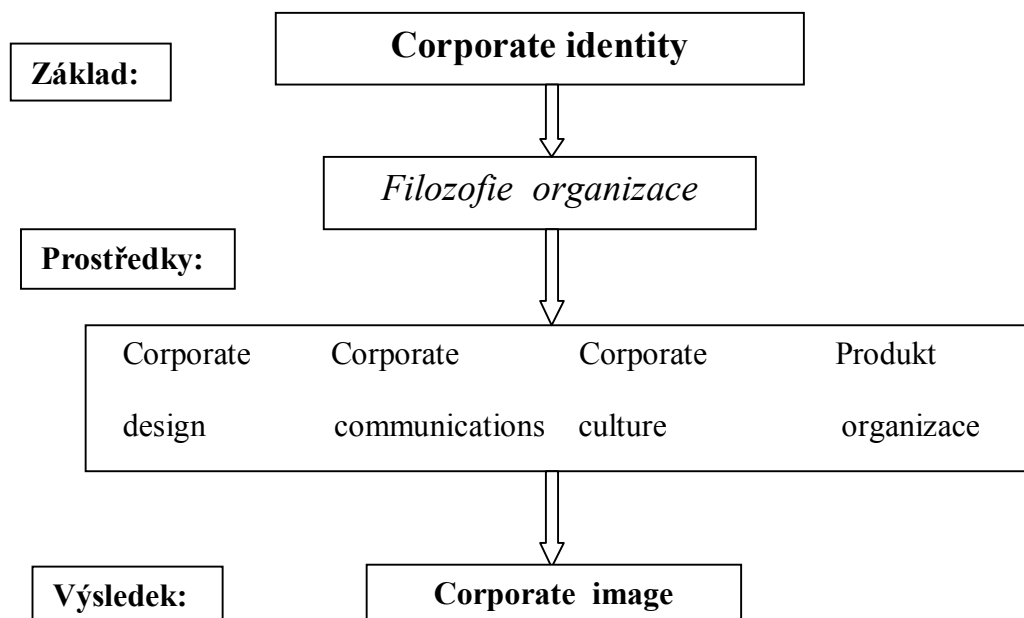 Corporate identity
Základ:
Filozofie organizace
Prostředky:
Corporate Corporate Corporate Produkt
design communications culture organizace
Výsledek: Corporate image